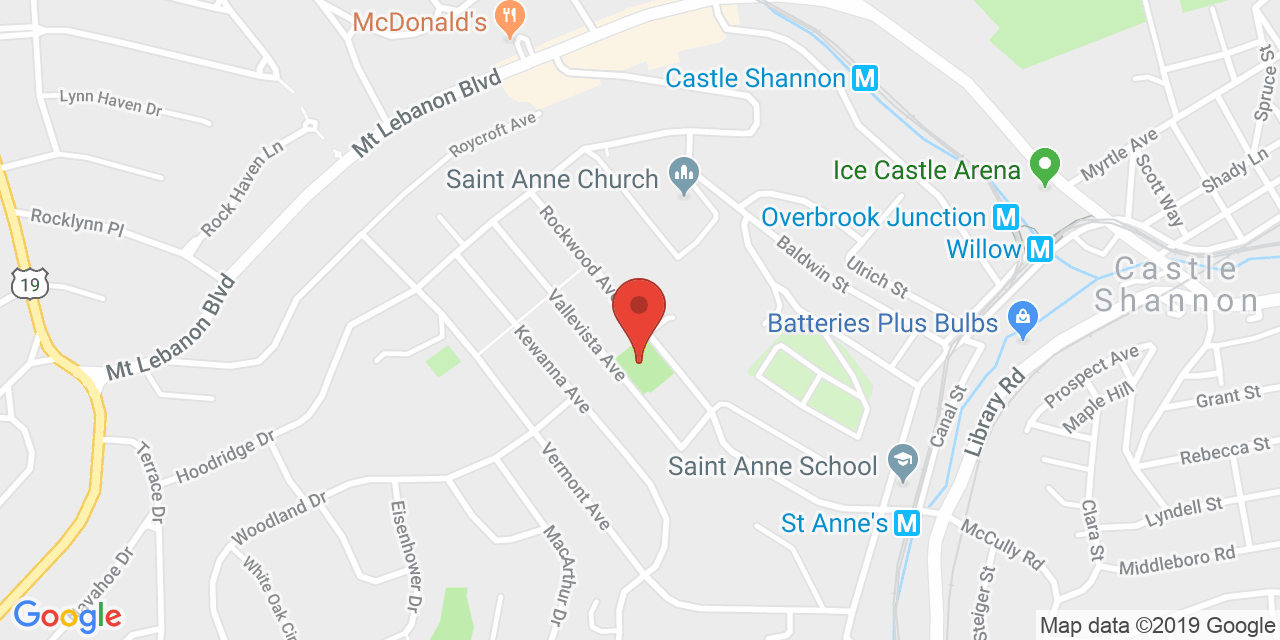 McDonald's
Castle Shannon
M
Lynn Haven Dr
Mt Lebanon Blvd
Roycroft Ave
Spruce St
Myrtle Ave
Ice Castle Arena
Saint Anne Church
Scott Way
Shady Ln
Rock Haven Ln
Rocklynn Pl
Rockwood Ave
Overbrook Junction
M
Willow
M
Baldwin St
Ulrich St
Castle
Shannon
19
Mt Lebanon Blvd
Vallevista Ave
Kewanna Ave
Batteries Plus Bulbs
Prospect Ave
Maple Hill
Grant St
Library Rd
Canal St
Hoodridge Dr
Terrace Dr
Rebecca St
Saint Anne School
Vermont Ave
Woodland Dr
Eisenhower Dr
MacArthur Dr
St Anne's
M
Clara St
Lyndell St
McCully Rd
Middleboro Rd
Steiger St
White Oak Cir
avahoe Dr
Google
Map data ©2019 Google